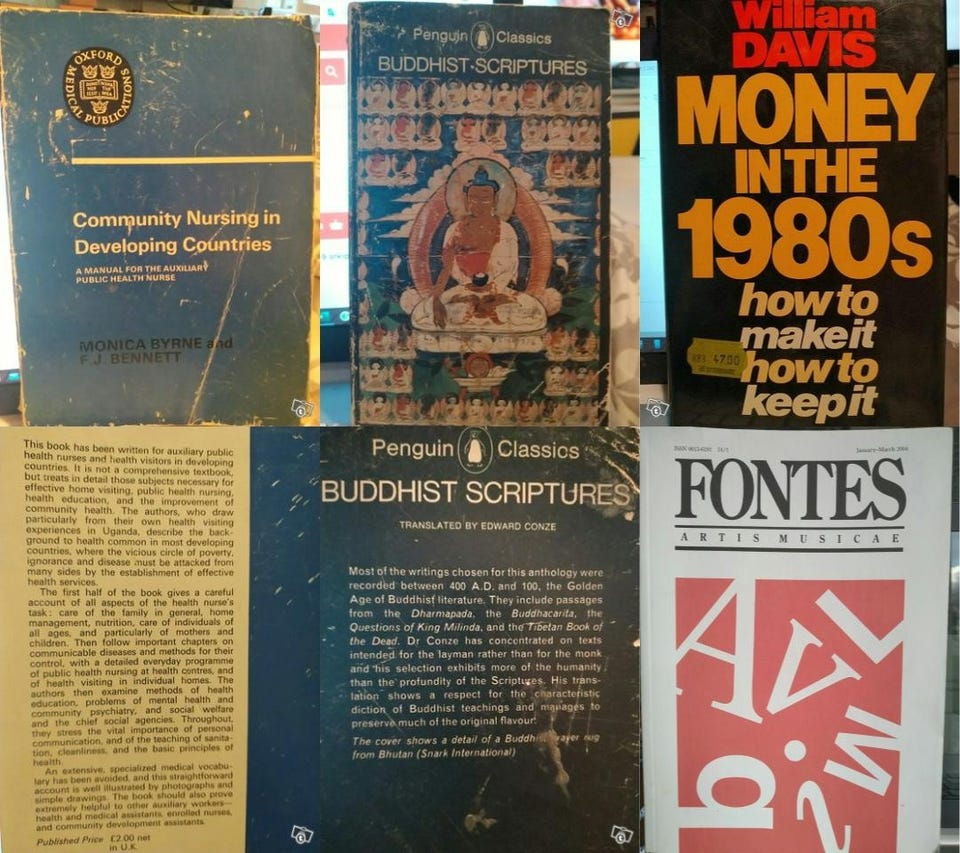 OXFORD MEDICAL PUBLICATIONS
Community Nursing in
Developing Countries
A MANUAL FOR THE AUXILIARY
PUBLIC HEALTH NURSE
MONICA BYRNE and
F.J. BENNETT
Penguin Classics
BUDDHIST SCRIPTURES
William
DAVIS
MONEY
IN THE
1980s
how to
make it
how to
keep it
47.00
This book has been written for auxiliary public
health nurses and health visitors in developing
countries. It is not a comprehensive textbook,
but treats in detail those subjects necessary for
effective home visiting, public health nursing,
health education, and the improvement of
community health. The authors, who draw
particularly from their own health visiting
experiences in Uganda, describe the back-
ground to health common in most developing
countries, where the vicious circle of poverty,
ignorance and disease must be attacked from
many sides by the establishment of effective
health services.
The first half of the book gives a careful
account of all aspects of the health nurse's
task: care of the family in general, home
management, nutrition, care of individuals of
all ages, and particularly of mothers and
children. Then follow important chapters on
communicable diseases and methods for their
control, with a detailed everyday programme
of public health nursing at health centres, and
of health visiting in individual homes. The
authors then examine methods of health
education, problems of mental health and
community psychiatry, and social welfare
and the chief social agencies. Throughout,
they stress the vital importance of personal
communication, and of the teaching of sanita-
tion, cleanliness, and the basic principles of
health.
An extensive, specialized medical vocabu-
lary has been avoided, and this straightforward
account is well illustrated by photographs and
simple drawings. The book should also prove
extremely helpful to other auxiliary workers—
health and medical assistants, enrolled nurses,
and community development assistants.
Published Price £2.00 net
in U.K.
Penguin Classics
BUDDHIST SCRIPTURES
TRANSLATED BY EDWARD CONZE
Most of the writings chosen for this anthology were
recorded between 400 A.D. and 100, the Golden
Age of Buddhist literature. They include passages
from the Dharmapada, the Buddhacarita, the
Questions of King Milinda, and the Tibetan Book of
the Dead. Dr Conze has concentrated on texts
intended for the layman rather than for the monk
and his selection exhibits more of the humanity
than the profundity of the Scriptures. His trans-
lation shows a respect for the characteristic
diction of Buddhist teachings and manages to
preserve much of the original flavour.
The cover shows a detail of a Buddhist prayer rug
from Bhutan (Snark International)
January–March 2004
FONTES
ARTIS MUSICAE